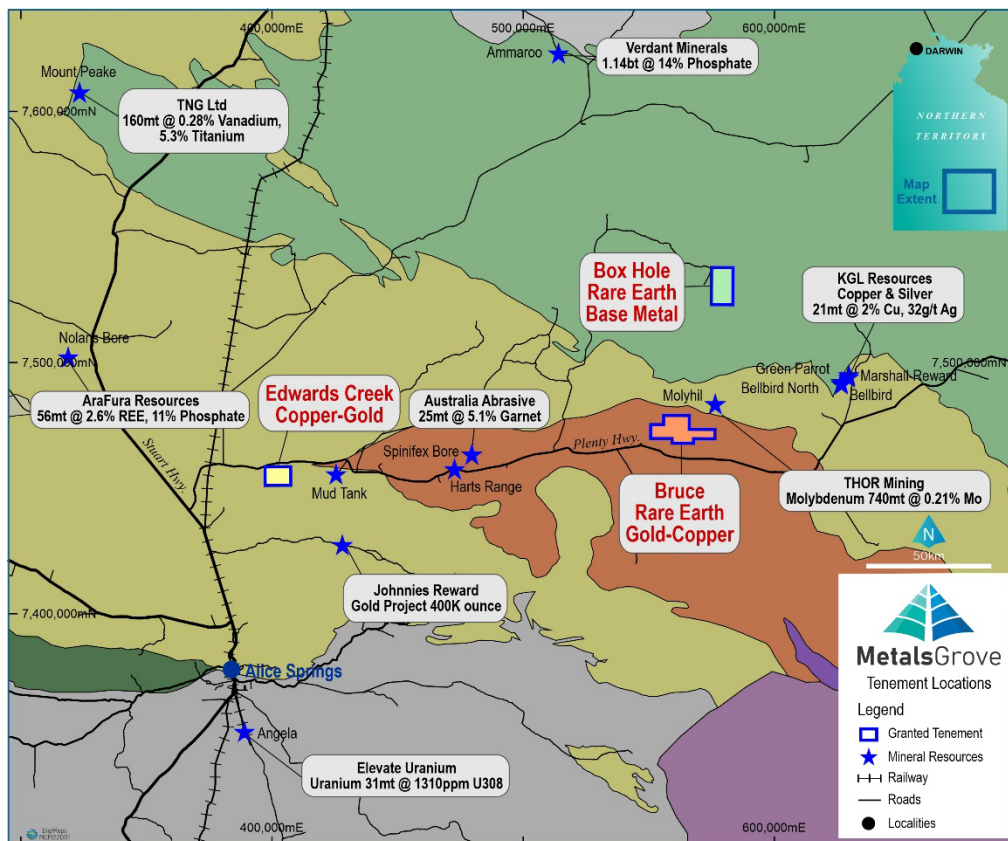 400,000mE
500,000mE
600,000mE
Ammaroo
Verdant Minerals
1.14bt @ 14% Phosphate
DARWIN
Mount Peake
TNG Ltd
160mt @ 0.28% Vanadium,
5.3% Titanium
7,600,000mN
NORTHERN
TERRITORY
Map
Extent
Box Hole
Rare Earth
Base Metal
KGL Resources
Copper & Silver
21mt @ 2% Cu, 32g/t Ag
Nolans Bore
7,500,000mN
7,500,000mN
Green Parrot
Marshall Reward
Bellbird North
Bellbird
AraFura Resources
56mt @ 2.6% REE, 11% Phosphate
Edwards Creek
Copper-Gold
Australia Abrasive
25mt @ 5.1% Garnet
Molyhil
Stuart Hwy.
Spinifex Bore
Plenty Hwy.
Mud Tank
Harts Range
THOR Mining
Molybdenum 740mt @ 0.21% Mo
Bruce
Rare Earth
Gold-Copper
N
50km
Johnnies Reward
Gold Project 400K ounce
7,400,000mN
MetalsGrove
Tenement Locations
Alice Springs
Legend
Granted Tenement
Mineral Resources
Railway
Roads
Localities
Angela
Elevate Uranium
Uranium 31mt @ 1310ppm U308
DigiMaps
400,000mE
600,000mE